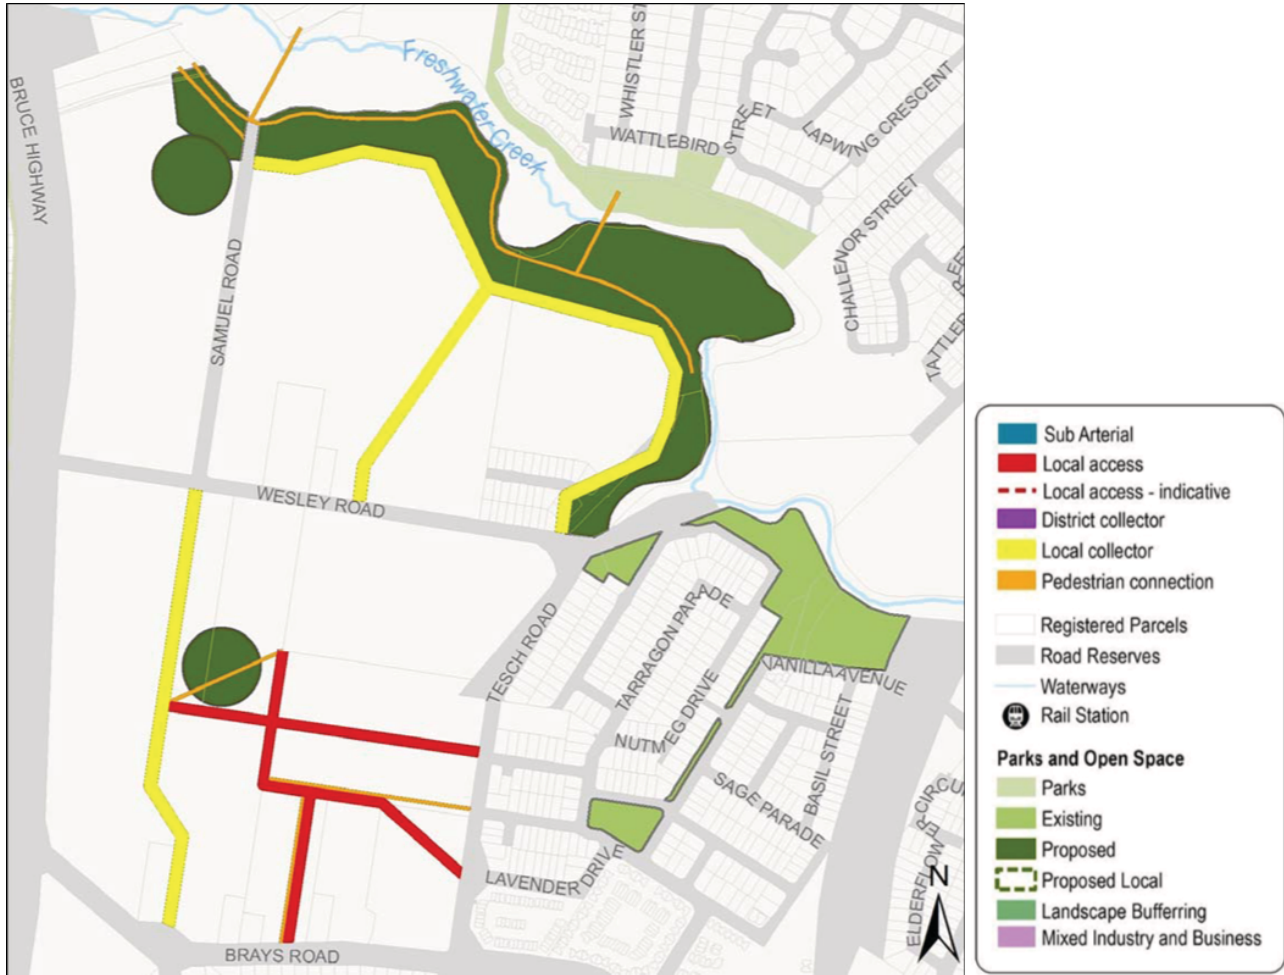 BRUCE HIGHWAY
Freshwater Creek
WHISTLER ST
WATTLEBIRD STREET
LAPWING CRESCENT
CHALLENOR STREET
SAMUEL ROAD
WESLEY ROAD
TESCH ROAD
TARRAGON PARADE
NUTMEG DRIVE
VANILLA AVENUE
BASIL STREET
SAGE PARADE
LAVENDER DRIVE
BRAYS ROAD
ELDERFLOWER
N
Sub Arterial
Local access
Local access - indicative
District collector
Local collector
Pedestrian connection
Registered Parcels
Road Reserves
Waterways
Rail Station
Parks and Open Space
Parks
Existing
Proposed
Proposed Local
Landscape Bufferring
Mixed Industry and Business